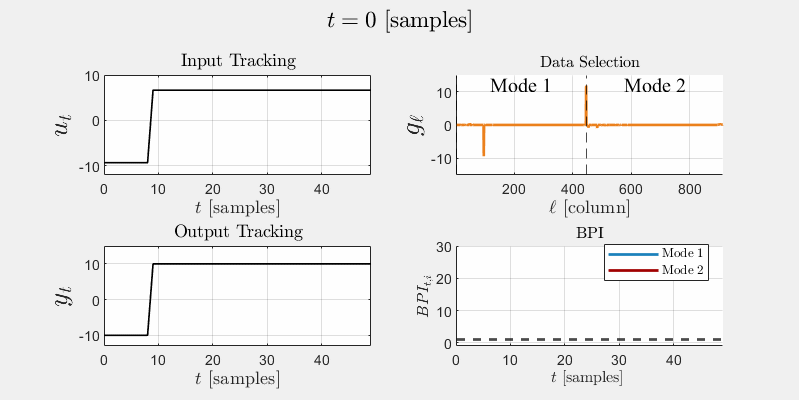 t = 0 [samples]
Input Tracking
10
0
-10
u_t
0 10 20 30 40
t [samples]
Data Selection
Mode 1 Mode 2
10
0
-10
g_ℓ
200 400 600 800
ℓ [column]
Output Tracking
10
0
-10
y_t
0 10 20 30 40
t [samples]
BPI
Mode 1
Mode 2
30
20
10
0
BPI_{t,i}
0 10 20 30 40
t [samples]